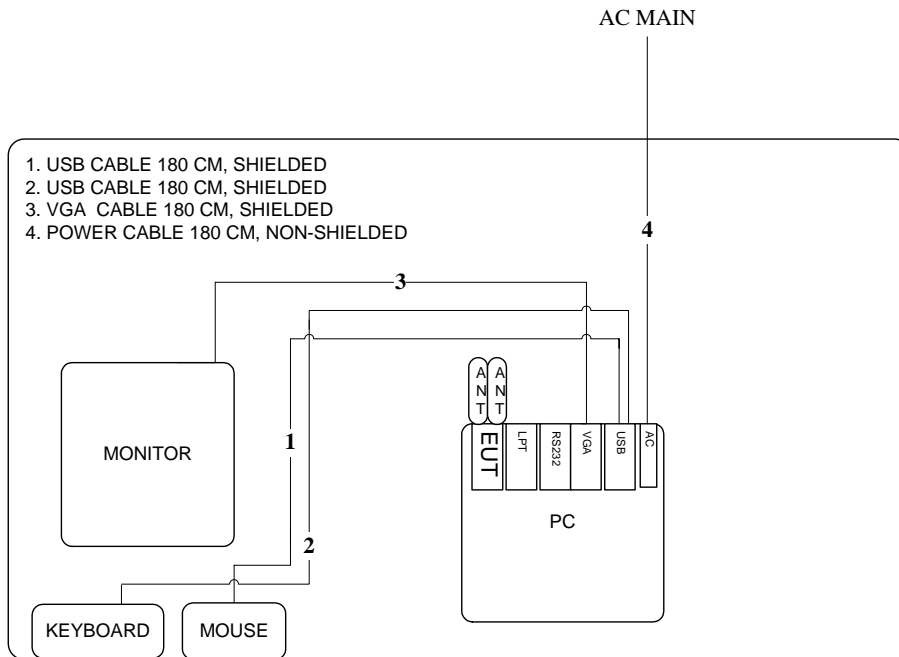 AC MAIN
1. USB CABLE 180 CM, SHIELDED
2. USB CABLE 180 CM, SHIELDED
3. VGA CABLE 180 CM, SHIELDED
4. POWER CABLE 180 CM, NON-SHIELDED
4
3
ANT
ANT
EUT
LPT
RS232
VGA
USB
AC
1
MONITOR
PC
2
KEYBOARD
MOUSE